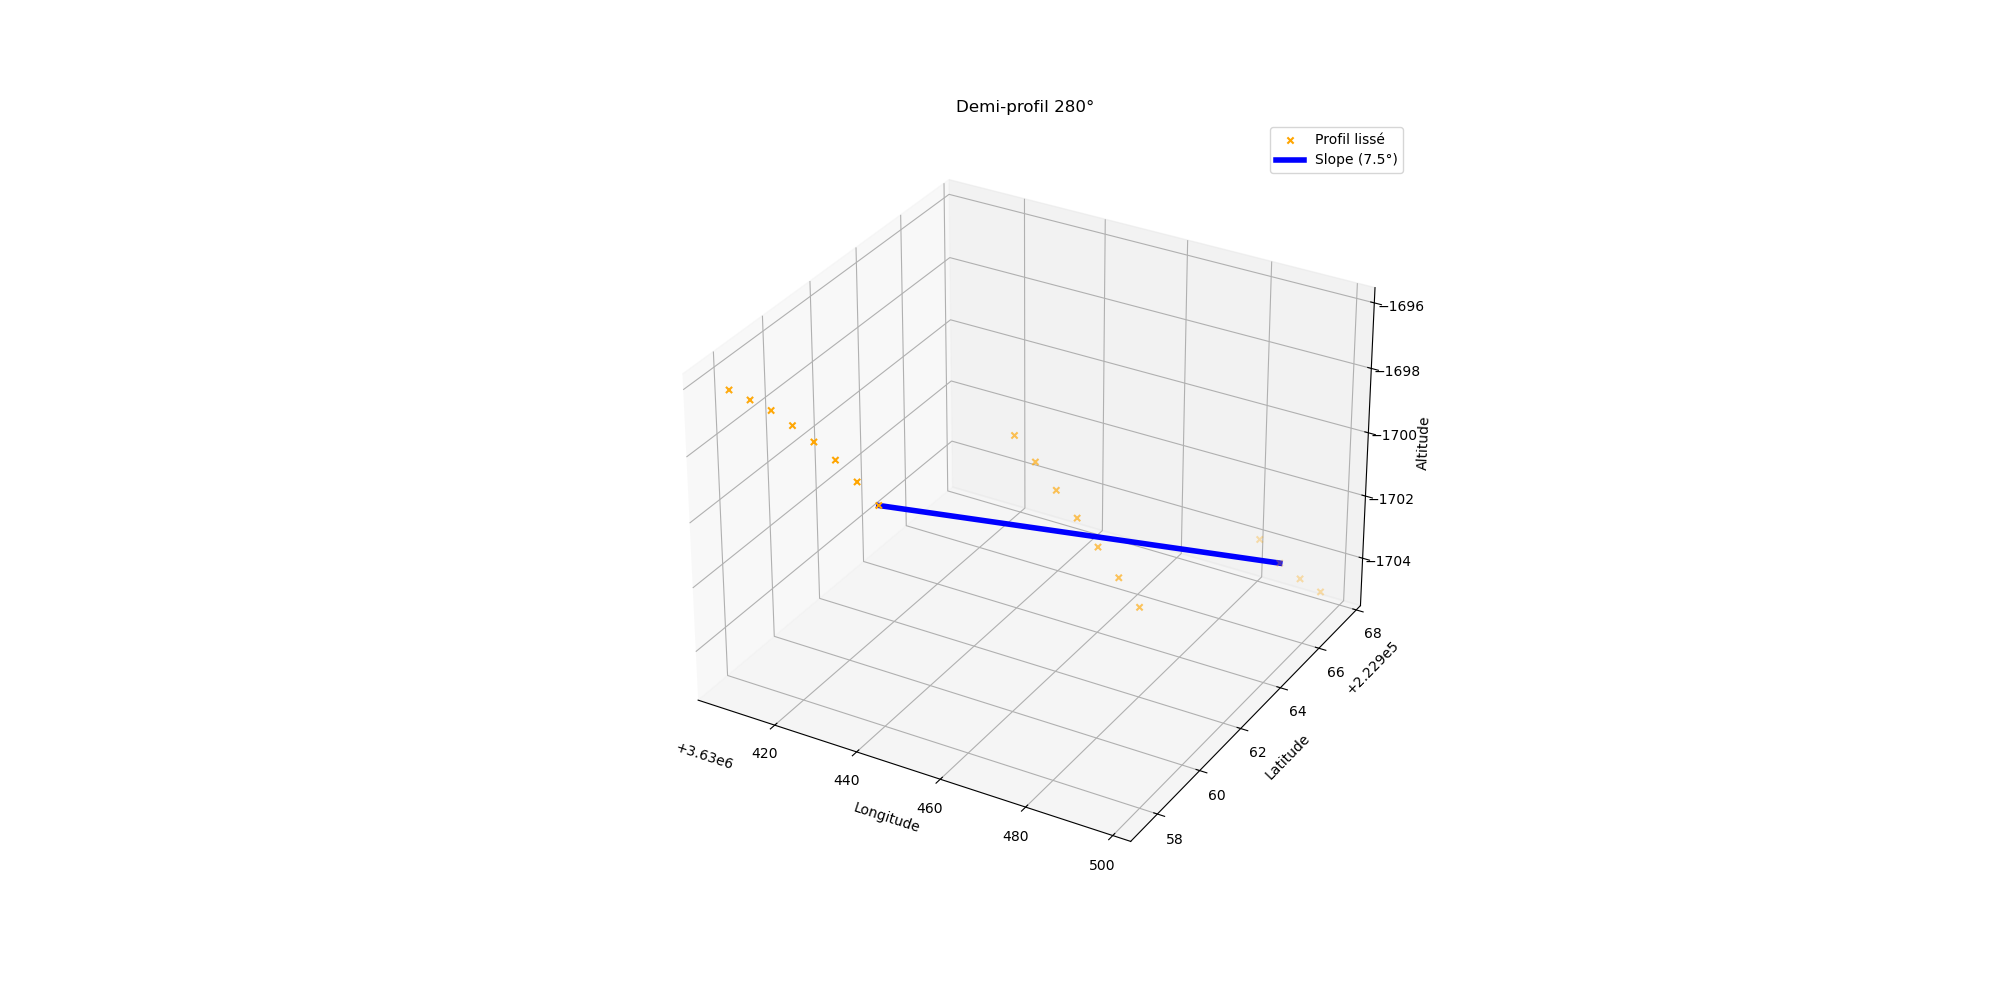 Demi-profil 280°
Profil lissé
Slope (7.5°)
−1696
−1698
−1700
−1702
−1704
Altitude
68
66
64
62
60
58
+2.229e5
Latitude
+3.63e6
420
440
460
480
500
Longitude